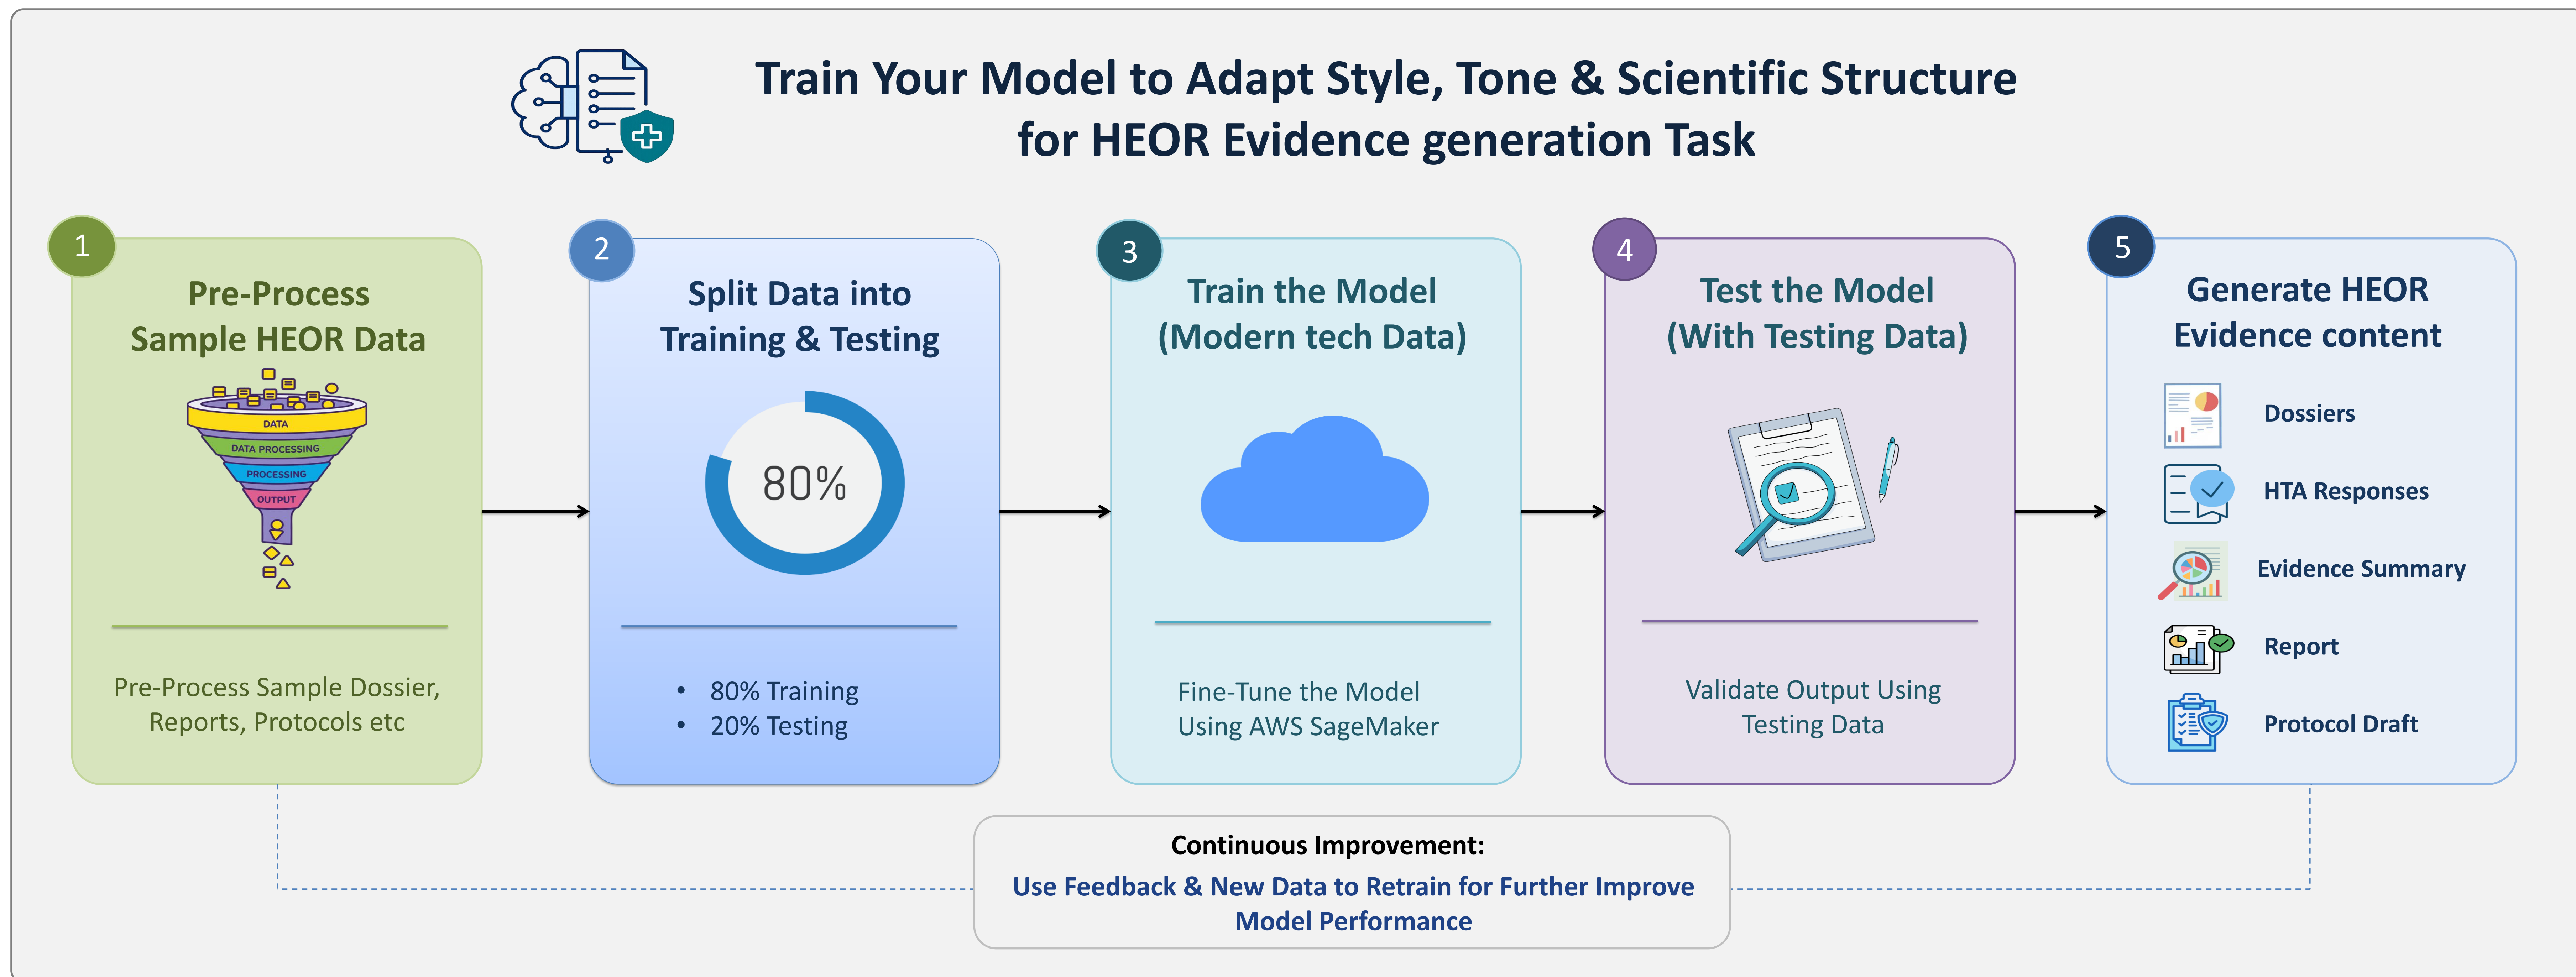 Train Your Model to Adapt Style, Tone & Scientific Structure
for HEOR Evidence generation Task
1
Pre-Process
Sample HEOR Data
DATA
DATA PROCESSING
PROCESSING
OUTPUT
Pre-Process Sample Dossier,
Reports, Protocols etc
2
Split Data into
Training & Testing
80%
• 80% Training
• 20% Testing
3
Train the Model
(Modern tech Data)
Fine-Tune the Model
Using AWS SageMaker
4
Test the Model
(With Testing Data)
Validate Output Using
Testing Data
5
Generate HEOR
Evidence content
Dossiers
HTA Responses
Evidence Summary
Report
Protocol Draft
Continuous Improvement:
Use Feedback & New Data to Retrain for Further Improve
Model Performance